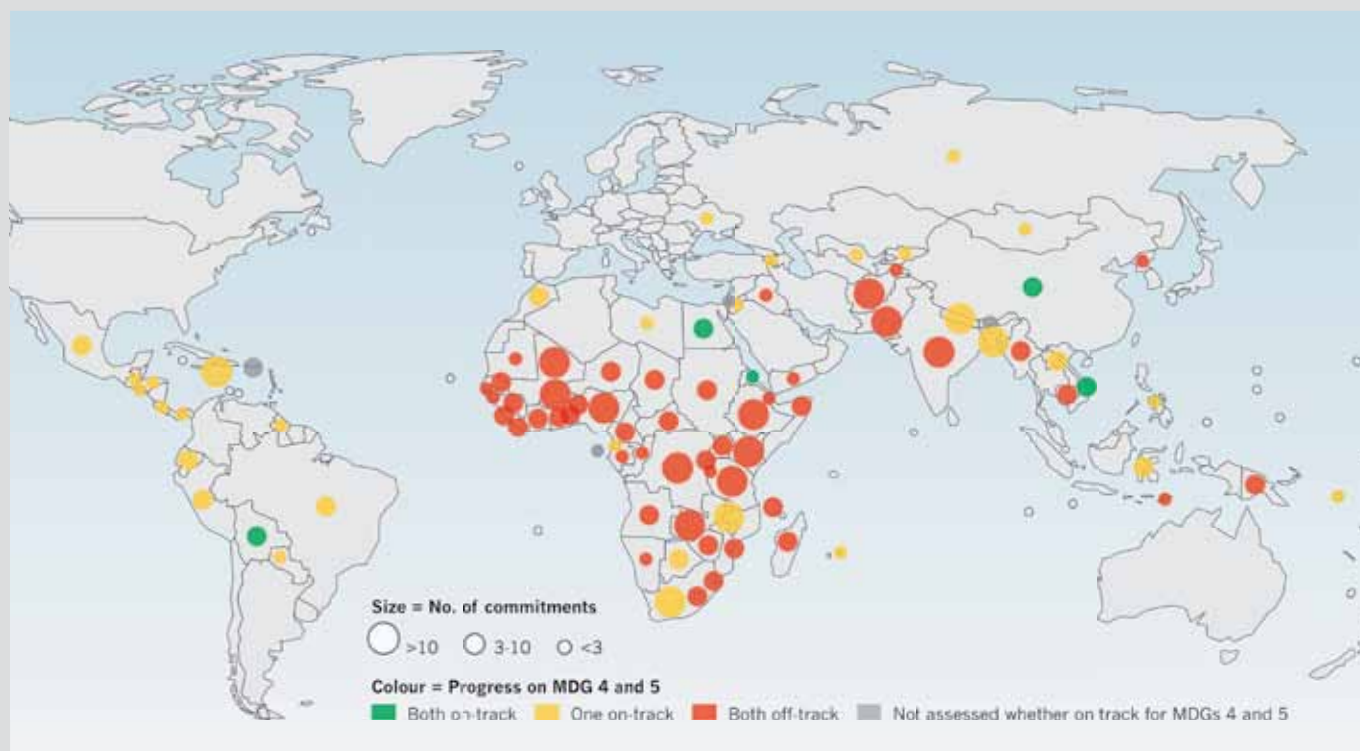 Size = No. of commitments
>10 3-10 <3
Colour = Progress on MDG 4 and 5
Both on-track One on-track Both off-track Not assessed whether on track for MDGs 4 and 5